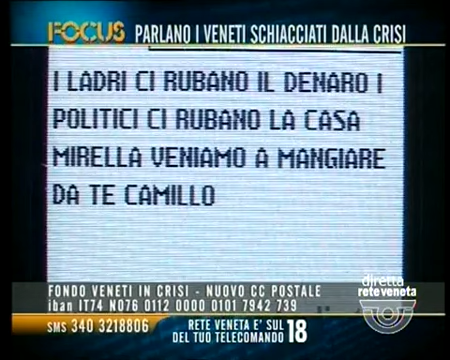 FOCUS PARLANO I VENETI SCHIACCIATI DALLA CRISI
I LADRI CI RUBANO IL DENARO I
POLITICI CI RUBANO LA CASA
MIRELLA VENIAMO A MANGIARE
DA TE CAMILLO
diretta
reteveneta
FONDO VENETI IN CRISI - NUOVO CC POSTALE
iban IT74 N076 0112 0000 0101 7942 739
SMS 340 3218806
RETE VENETA E' SUL
DEL TUO TELECOMANDO 18